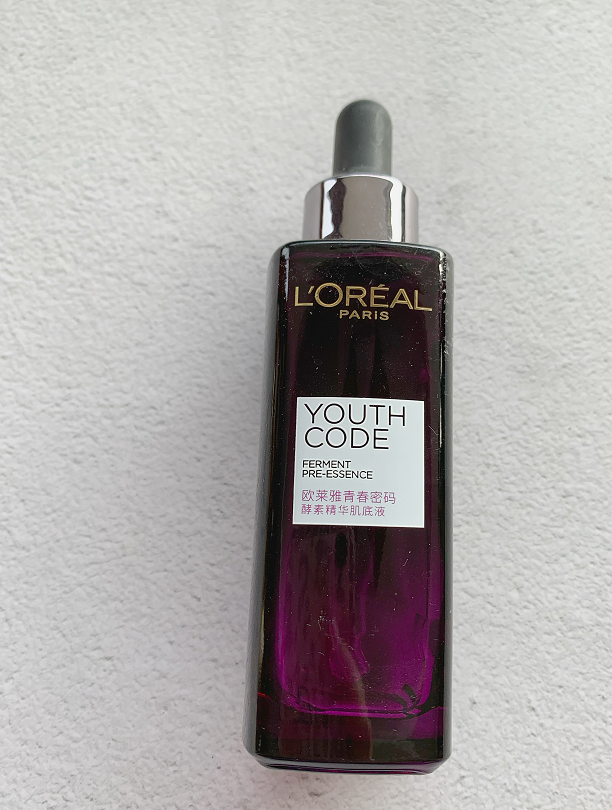 L'ORÉAL
PARIS
YOUTH
CODE
FERMENT
PRE-ESSENCE
欧莱雅青春密码
酵素精华肌底液